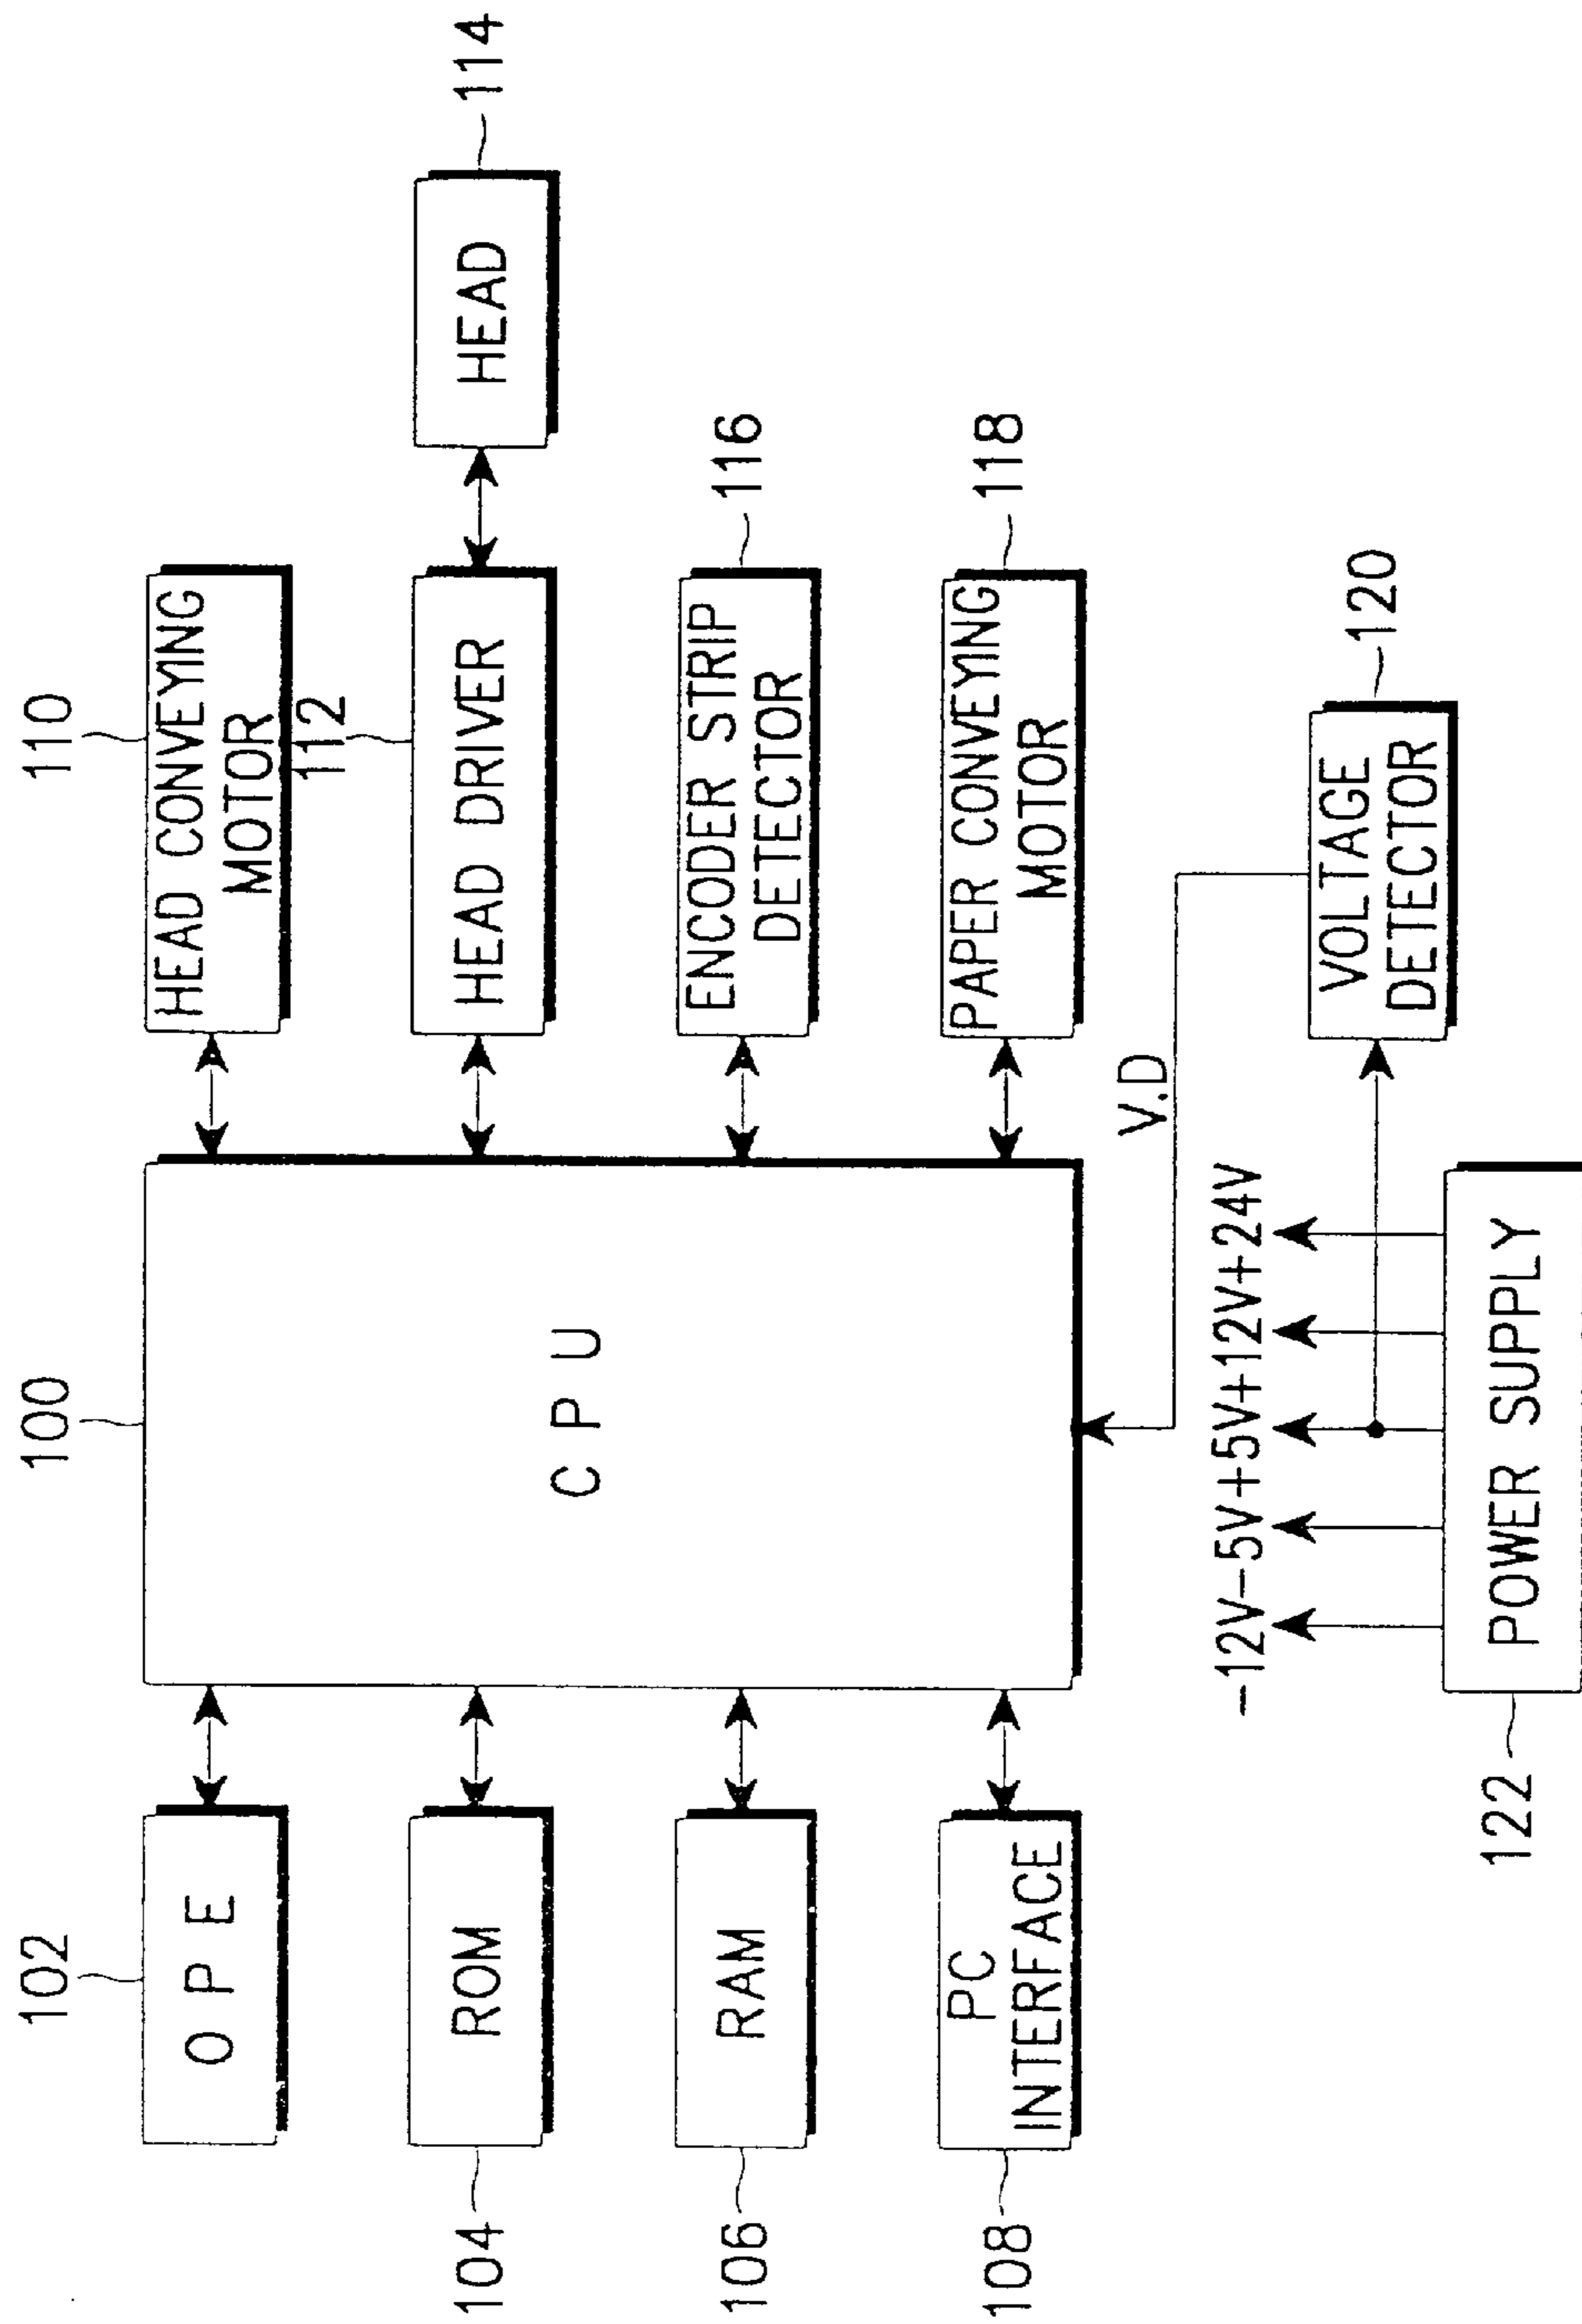 102
100
110
O P E
C P U
HEAD CONVEYING
MOTOR
112
104
ROM
HEAD DRIVER
HEAD
114
106
RAM
ENCODER STRIP
DETECTOR
116
108
PC
INTERFACE
PAPER CONVEYING
MOTOR
118
V.D
-12V-5V+5V+12V+24V
VOLTAGE
DETECTOR
120
122
POWER SUPPLY